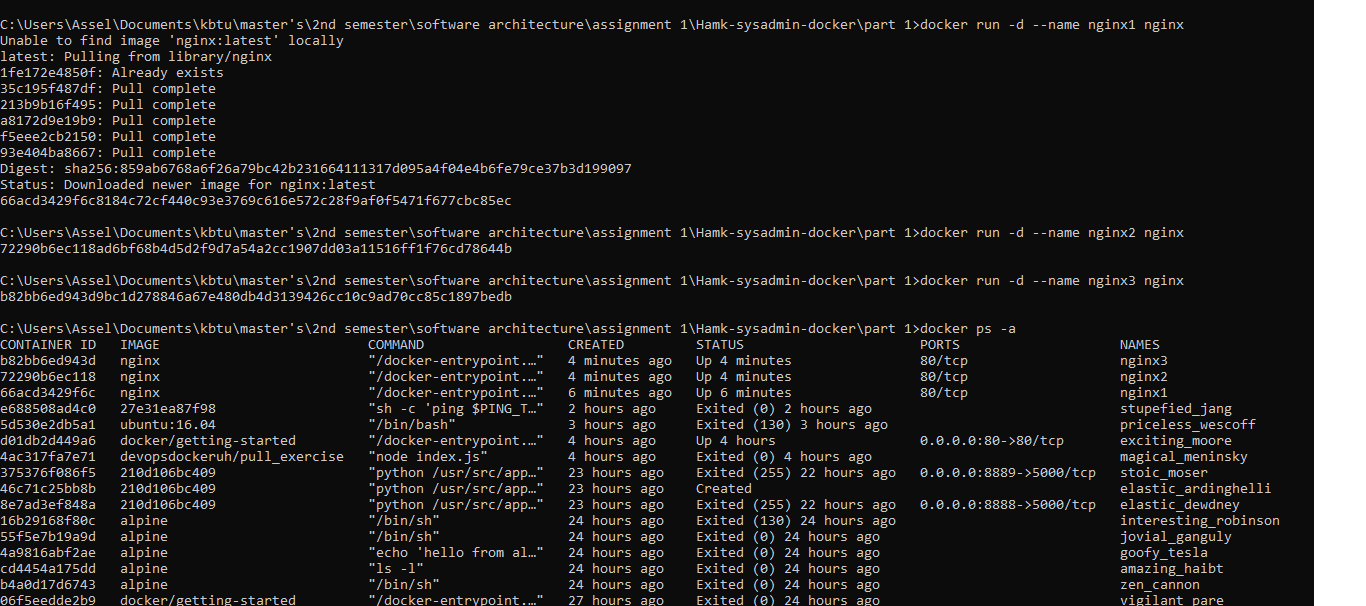 C:\Users\Assel\Documents\kbtu\master's\2nd semester\software architecture\assignment 1\Hamk-sysadmin-docker\part 1>docker run -d --name nginx1 nginx
Unable to find image 'nginx:latest' locally
latest: Pulling from library/nginx
1fe172e4850f: Already exists
35c195f487df: Pull complete
213b9b16f495: Pull complete
a8172d9e19b9: Pull complete
f5eee2cb2150: Pull complete
93e404ba8667: Pull complete
Digest: sha256:859ab6768a6f26a79bc42b231664111317d095a4f04e4b6fe79ce37b3d199097
Status: Downloaded newer image for nginx:latest
66acd3429f6c8184c72cf440c93e3769c616e572c28f9af0f5471f677cbc85ec
C:\Users\Assel\Documents\kbtu\master's\2nd semester\software architecture\assignment 1\Hamk-sysadmin-docker\part 1>docker run -d --name nginx2 nginx
72290b6ec118ad6bf68b4d5d2f9d7a54a2cc1907dd03a11516ff1f76cd78644b
C:\Users\Assel\Documents\kbtu\master's\2nd semester\software architecture\assignment 1\Hamk-sysadmin-docker\part 1>docker run -d --name nginx3 nginx
b82bb6ed943d9bc1d278846a67e480db4d3139426cc10c9ad70cc85c1897bedb
C:\Users\Assel\Documents\kbtu\master's\2nd semester\software architecture\assignment 1\Hamk-sysadmin-docker\part 1>docker ps -a
CONTAINER ID IMAGE COMMAND CREATED STATUS PORTS NAMES
b82bb6ed943d nginx "/docker-entrypoint.…" 4 minutes ago Up 4 minutes 80/tcp nginx3
72290b6ec118 nginx "/docker-entrypoint.…" 4 minutes ago Up 4 minutes 80/tcp nginx2
66acd3429f6c nginx "/docker-entrypoint.…" 6 minutes ago Up 6 minutes 80/tcp nginx1
e688508ad4c0 27e31ea87f98 "sh -c 'ping $PING_T…" 2 hours ago Exited (0) 2 hours ago stupefied_jang
5d530e2db5a1 ubuntu:16.04 "/bin/bash" 3 hours ago Exited (130) 3 hours ago priceless_wescoff
d01db2d449a6 docker/getting-started "/docker-entrypoint.…" 4 hours ago Up 4 hours 0.0.0.0:80->80/tcp exciting_moore
4ac317fa7e71 devopsdockeruh/pull_exercise "node index.js" 4 hours ago Exited (0) 4 hours ago magical_meninsky
375376f086f5 210d106bc409 "python /usr/src/app…" 23 hours ago Exited (255) 22 hours ago 0.0.0.0:8889->5000/tcp stoic_moser
46c71c25bb8b 210d106bc409 "python /usr/src/app…" 23 hours ago Created elastic_ardinghelli
8e7ad3ef848a 210d106bc409 "python /usr/src/app…" 23 hours ago Exited (255) 22 hours ago 0.0.0.0:8888->5000/tcp elastic_dewdney
16b29168f80c alpine "/bin/sh" 24 hours ago Exited (130) 24 hours ago interesting_robinson
55f5e7b19a9d alpine "/bin/sh" 24 hours ago Exited (0) 24 hours ago jovial_ganguly
4a9816abf2ae alpine "echo 'hello from al…" 24 hours ago Exited (0) 24 hours ago goofy_tesla
cd4454a175dd alpine "ls -l" 24 hours ago Exited (0) 24 hours ago amazing_haibt
b4a0d17d6743 alpine "/bin/sh" 24 hours ago Exited (0) 24 hours ago zen_cannon
06f5eedde2b9 docker/getting-started "/docker-entrypoint.…" 27 hours ago Exited (0) 24 hours ago vigilant_pare